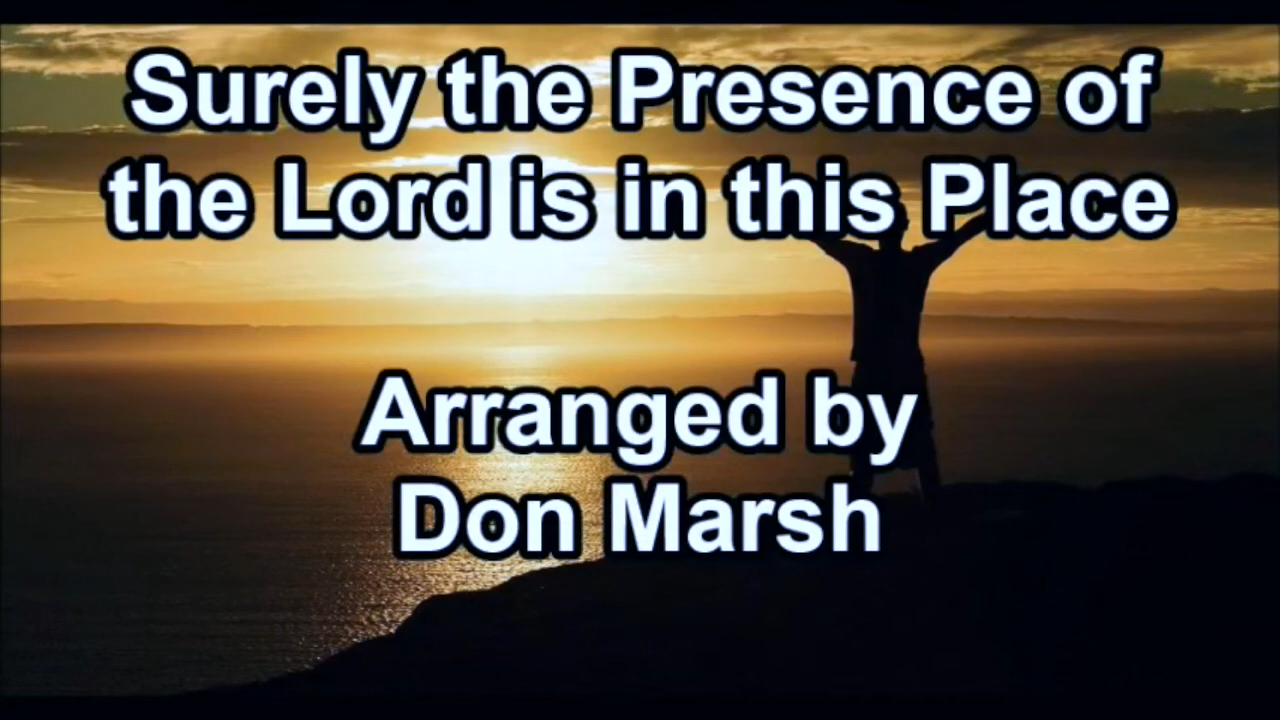 Surely the Presence of
the Lord is in this Place
Arranged by
Don Marsh